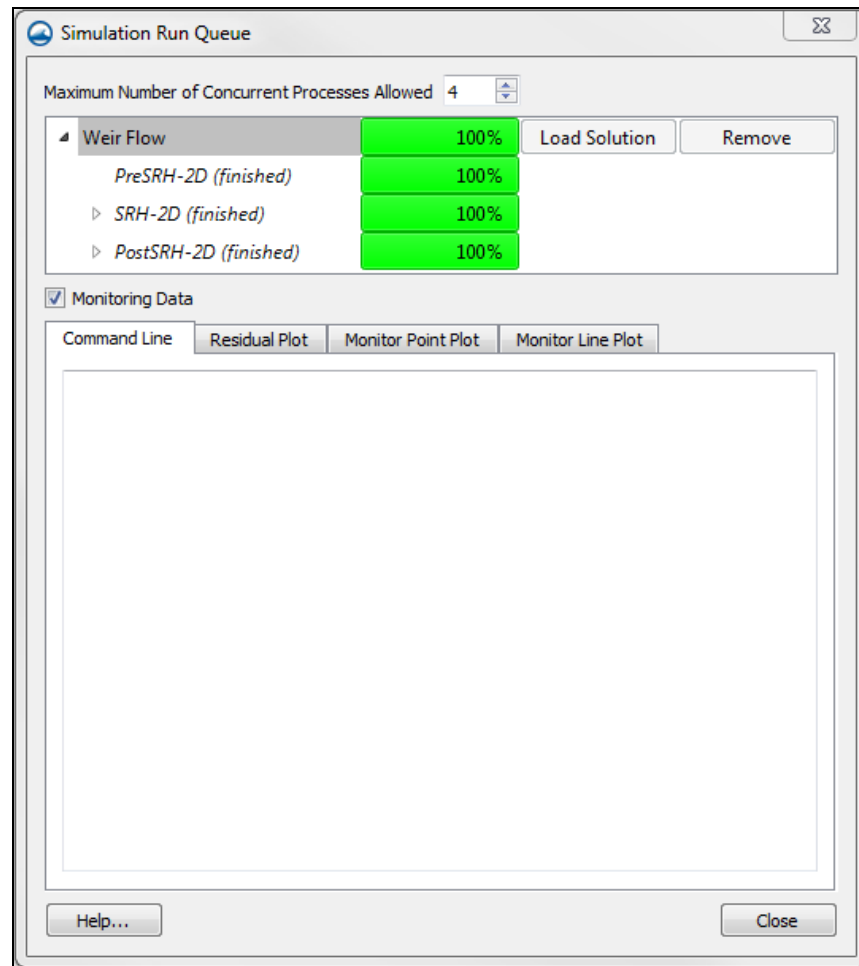 Simulation Run Queue
Maximum Number of Concurrent Processes Allowed 4
Weir Flow 100% Load Solution Remove
PreSRH-2D (finished) 100%
SRH-2D (finished) 100%
PostSRH-2D (finished) 100%
Monitoring Data
Command Line Residual Plot Monitor Point Plot Monitor Line Plot
Help... Close